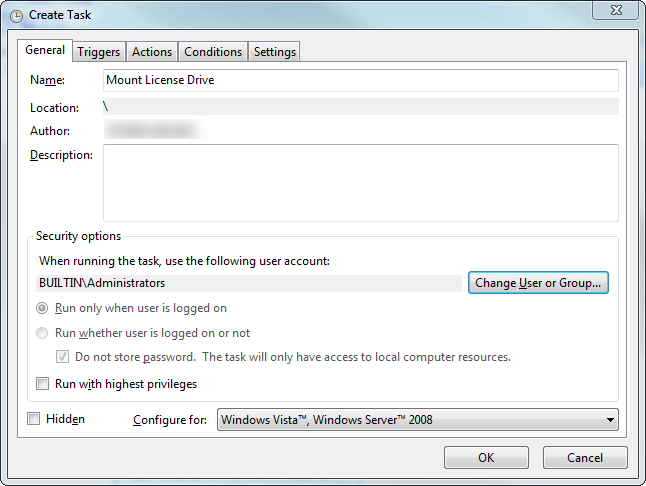 Create Task
General Triggers Actions Conditions Settings
Name: Mount License Drive
Location: \
Author:
Description:
Security options
When running the task, use the following user account:
BUILTIN\Administrators Change User or Group...
Run only when user is logged on
Run whether user is logged on or not
Do not store password. The task will only have access to local computer resources.
Run with highest privileges
Hidden Configure for: Windows Vista™, Windows Server™ 2008
OK Cancel